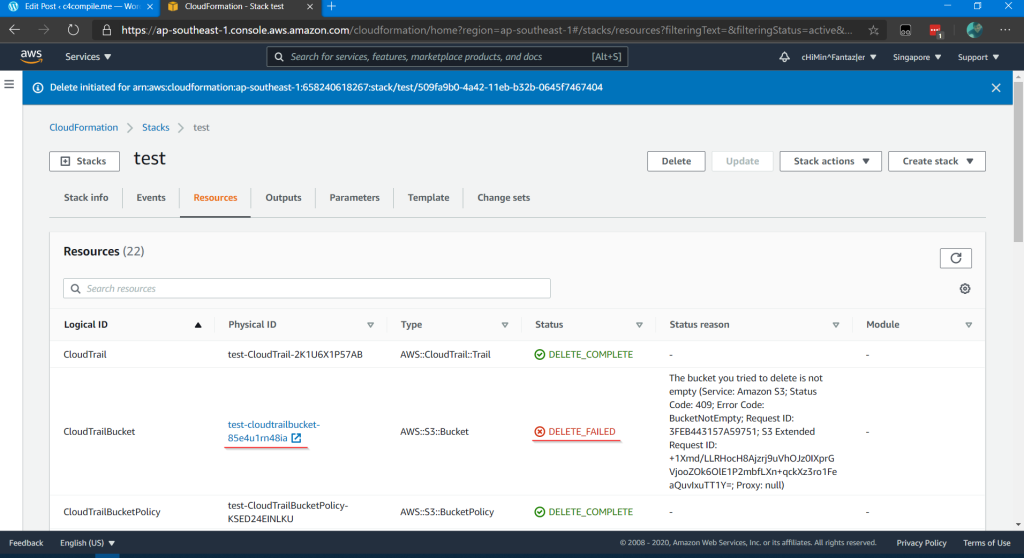 Edit Post ‹ c4compile.me — Wor
CloudFormation - Stack test
https://ap-southeast-1.console.aws.amazon.com/cloudformation/home?region=ap-southeast-1#/stacks/resources?filteringText=&filteringStatus=active&...
aws
Services
Search for services, features, marketplace products, and docs
[Alt+S]
cHiMin^Fantaz|er
Singapore
Support
Delete initiated for arn:aws:cloudformation:ap-southeast-1:658240618267:stack/test/509fa9b0-4a42-11eb-b32b-0645f7467404
CloudFormation > Stacks > test
Stacks
test
Delete
Update
Stack actions
Create stack
Stack info
Events
Resources
Outputs
Parameters
Template
Change sets
Resources (22)
Search resources
Logical ID
Physical ID
Type
Status
Status reason
Module
CloudTrail
test-CloudTrail-2K1U6X1P57AB
AWS::CloudTrail::Trail
DELETE_COMPLETE
-
-
CloudTrailBucket
test-cloudtrailbucket-
85e4u1rn48ia
AWS::S3::Bucket
DELETE_FAILED
The bucket you tried to delete is not
empty (Service: Amazon S3; Status
Code: 409; Error Code:
BucketNotEmpty; Request ID:
3FEB443157A59751; S3 Extended
Request ID:
+1Xmd/LLRHocH8Ajzrj9uVhOJz0IXprG
VjooZOk6OlE1P2mbfLXn+qckXz3ro1Fe
aQuvIxuTT1Y=; Proxy: null)
-
CloudTrailBucketPolicy
test-CloudTrailBucketPolicy-
KSED24EINLKU
AWS::S3::BucketPolicy
DELETE_COMPLETE
-
-
Feedback
English (US)
© 2008 - 2020, Amazon Web Services, Inc. or its affiliates. All rights reserved.
Privacy Policy
Terms of Use